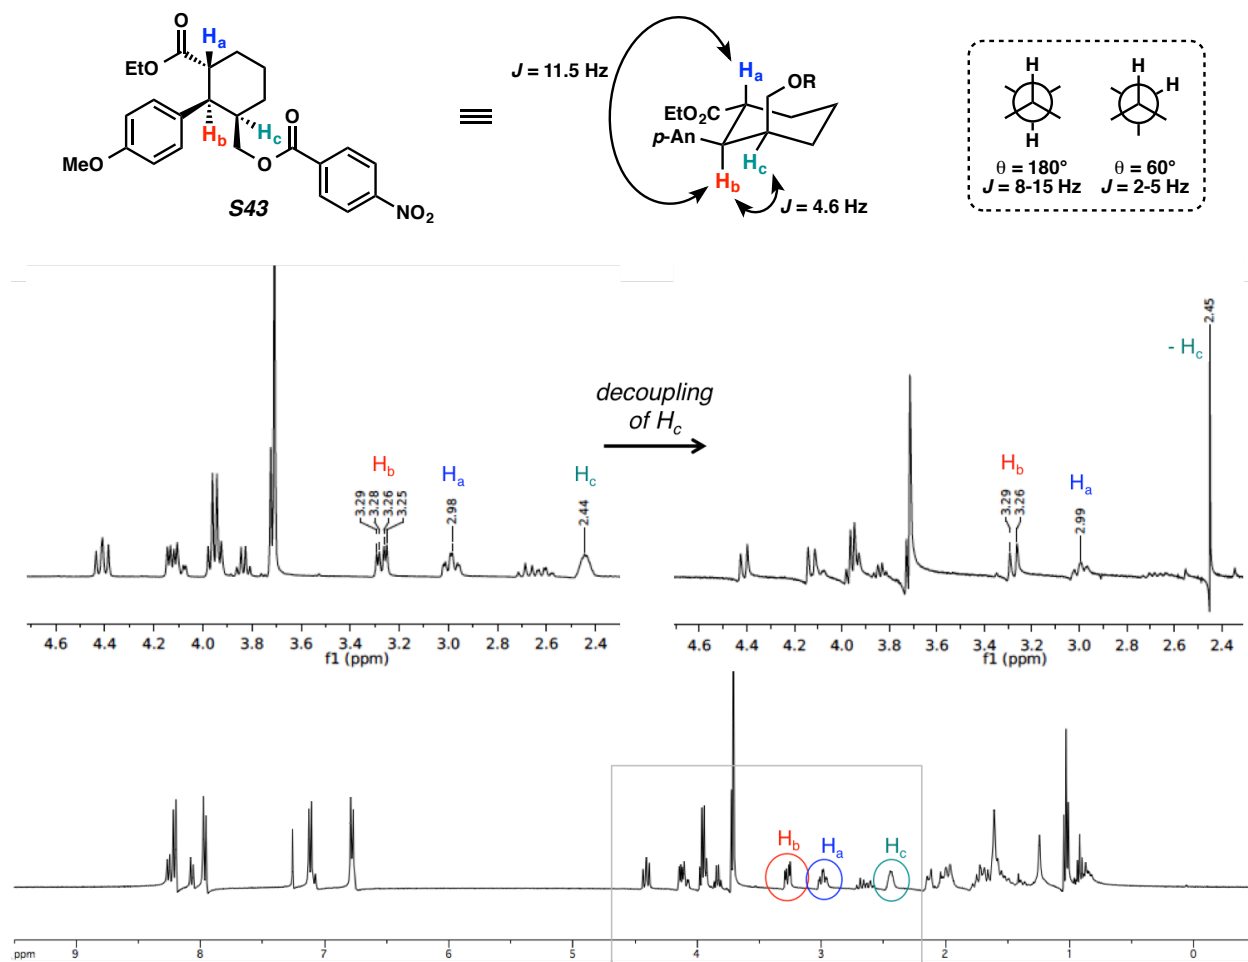 O
Ha
EtO
Hb
Hc
O
O
MeO
NO2
S43
J = 11.5 Hz
Ha
OR
EtO2C
p-An
Hc
Hb
J = 4.6 Hz
H
H
H
H
θ = 180°
J = 8-15 Hz
θ = 60°
J = 2-5 Hz
Hb
3.29
3.28
3.26
3.25
Ha
2.98
Hc
2.44
4.6 4.4 4.2 4.0 3.8 3.6 3.4 3.2 3.0 2.8 2.6 2.4
f1 (ppm)
decoupling
of Hc
- Hc
2.45
Hb
3.29
3.26
Ha
2.99
4.6 4.4 4.2 4.0 3.8 3.6 3.4 3.2 3.0 2.8 2.6 2.4
f1 (ppm)
Hb
Ha
Hc
ppm 9 8 7 6 5 4 3 2 1 0